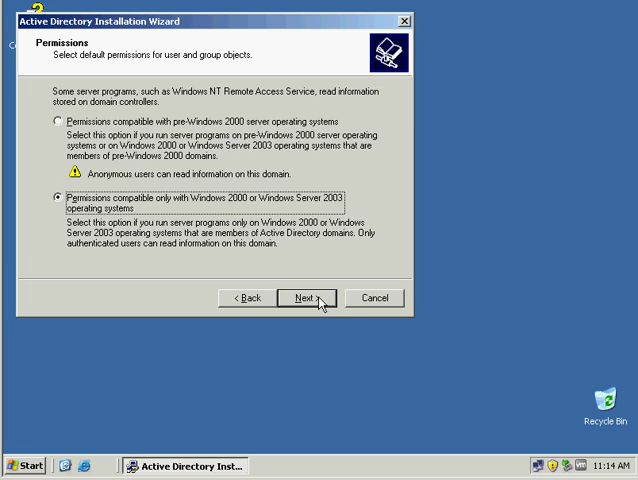 Active Directory Installation Wizard
Permissions
Select default permissions for user and group objects.
Some server programs, such as Windows NT Remote Access Service, read information
stored on domain controllers.
Permissions compatible with pre-Windows 2000 server operating systems
Select this option if you run server programs on pre-Windows 2000 server operating
systems or on Windows 2000 or Windows Server 2003 operating systems that are
members of pre-Windows 2000 domains.
Anonymous users can read information on this domain.
Permissions compatible only with Windows 2000 or Windows Server 2003
operating systems
Select this option if you run server programs only on Windows 2000 or Windows
Server 2003 operating systems that are members of Active Directory domains. Only
authenticated users can read information on this domain.
< Back
Next >
Cancel
Recycle Bin
Start
Active Directory Inst...
vm
11:14 AM